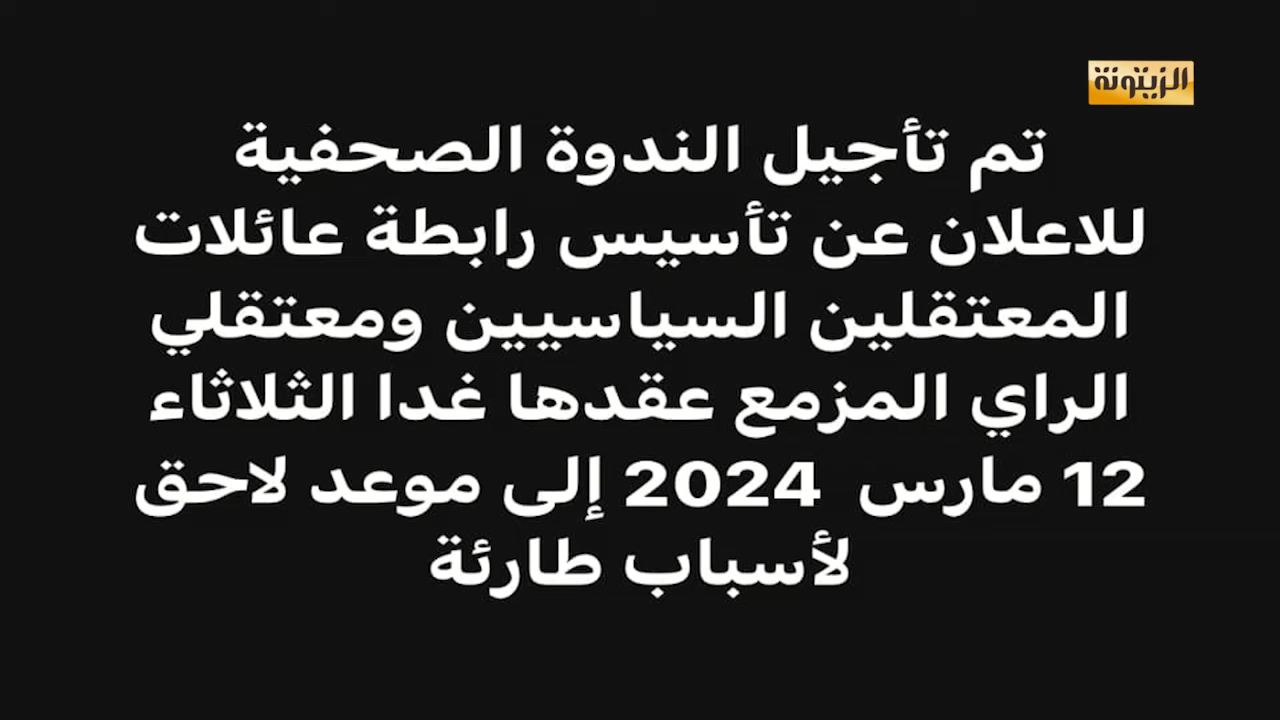 الزيتونة
تم تأجيل الندوة الصحفية
للاعلان عن تأسيس رابطة عائلات
المعتقلين السياسيين ومعتقلي
الراي المزمع عقدها غدا الثلاثاء
12 مارس 2024 إلى موعد لاحق
لأسباب طارئة